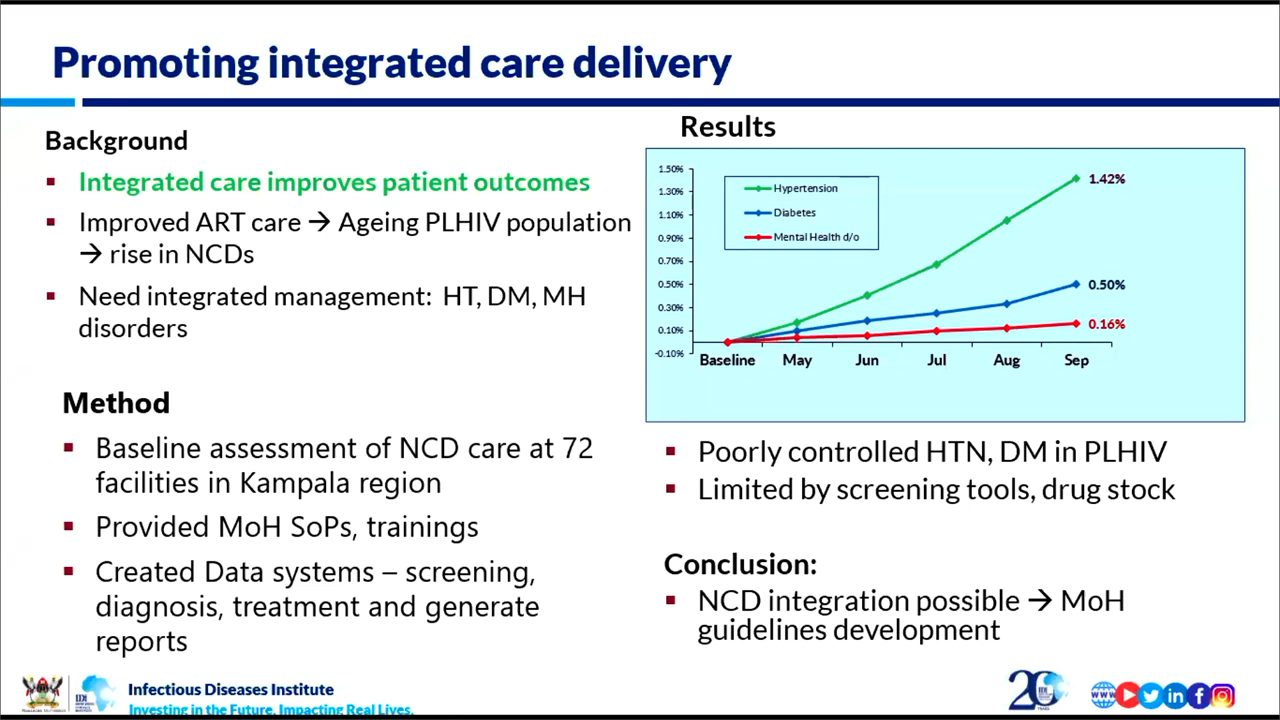 Promoting integrated care delivery
Background
▪ Integrated care improves patient outcomes
▪ Improved ART care → Ageing PLHIV population
→ rise in NCDs
▪ Need integrated management: HT, DM, MH
disorders
Method
▪ Baseline assessment of NCD care at 72
facilities in Kampala region
▪ Provided MoH SoPs, trainings
▪ Created Data systems – screening,
diagnosis, treatment and generate
reports
Results
1.50%
1.30%
1.10%
0.90%
0.70%
0.50%
0.30%
0.10%
-0.10%
Hypertension
Diabetes
Mental Health d/o
1.42%
0.50%
0.16%
Baseline May Jun Jul Aug Sep
▪ Poorly controlled HTN, DM in PLHIV
▪ Limited by screening tools, drug stock
Conclusion:
▪ NCD integration possible → MoH
guidelines development
IDI
Infectious Diseases Institute
Investing in the Future. Impacting Real Lives.
20
IDI
YEARS